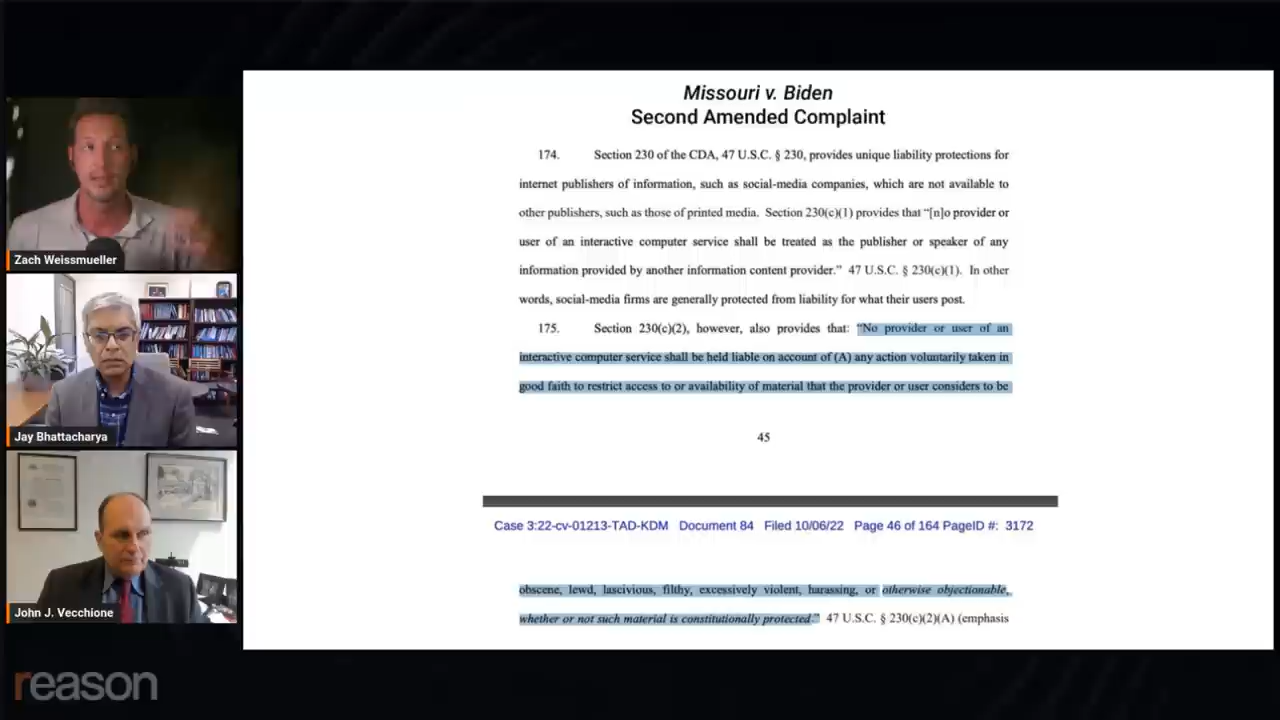 Missouri v. Biden
Second Amended Complaint
174. Section 230 of the CDA, 47 U.S.C. § 230, provides unique liability protections for
internet publishers of information, such as social-media companies, which are not available to
other publishers, such as those of printed media. Section 230(c)(1) provides that “[n]o provider or
user of an interactive computer service shall be treated as the publisher or speaker of any
information provided by another information content provider.” 47 U.S.C. § 230(c)(1). In other
words, social-media firms are generally protected from liability for what their users post.
175. Section 230(c)(2), however, also provides that: “No provider or user of an
interactive computer service shall be held liable on account of (A) any action voluntarily taken in
good faith to restrict access to or availability of material that the provider or user considers to be
45
Case 3:22-cv-01213-TAD-KDM Document 84 Filed 10/06/22 Page 46 of 164 PageID #: 3172
obscene, lewd, lascivious, filthy, excessively violent, harassing, or otherwise objectionable,
whether or not such material is constitutionally protected.” 47 U.S.C. § 230(c)(2)(A) (emphasis
Zach Weissmueller
Jay Bhattacharya
John J. Vecchione
reason